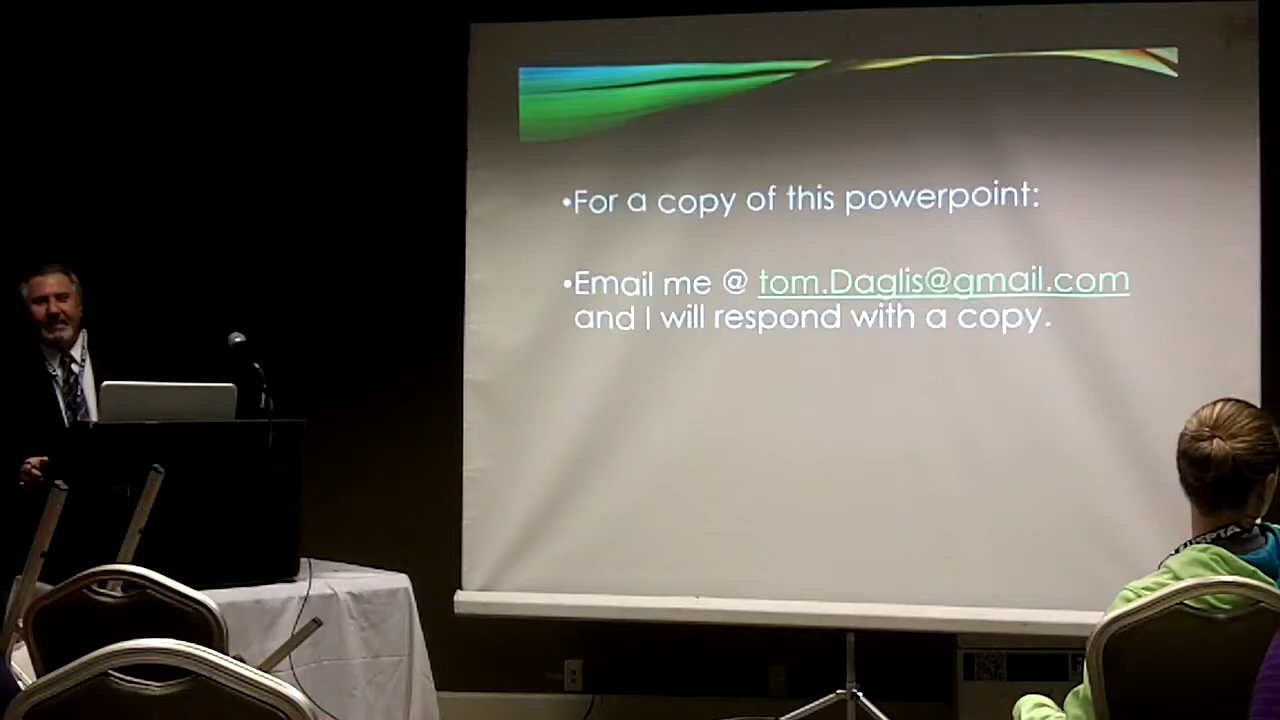 •For a copy of this powerpoint:
•Email me @ tom.Daglis@gmail.com
and I will respond with a copy.